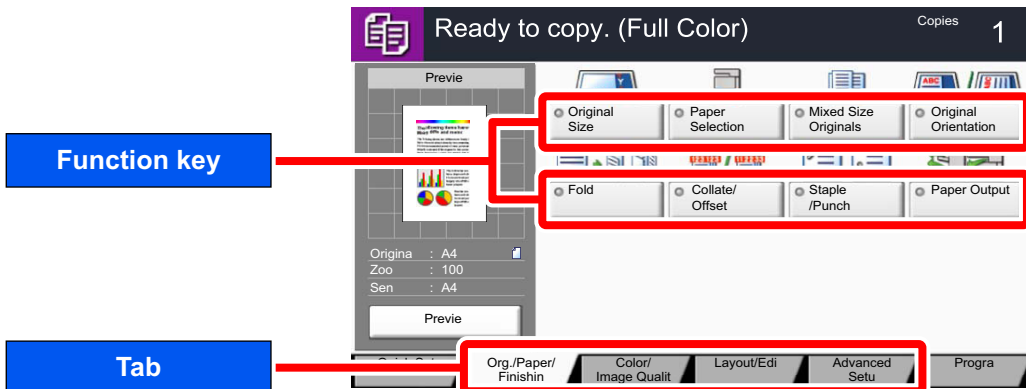 Ready to copy. (Full Color)
Copies
1
Previe
Function key
Original
Size
Paper
Selection
Mixed Size
Originals
Original
Orientation
Fold
Collate/
Offset
Staple
/Punch
Paper Output
Origina : A4
Zoo : 100
Sen : A4
Previe
Tab
Org./Paper/
Finishin
Color/
Image Qualit
Layout/Edi
Advanced
Setu
Progra